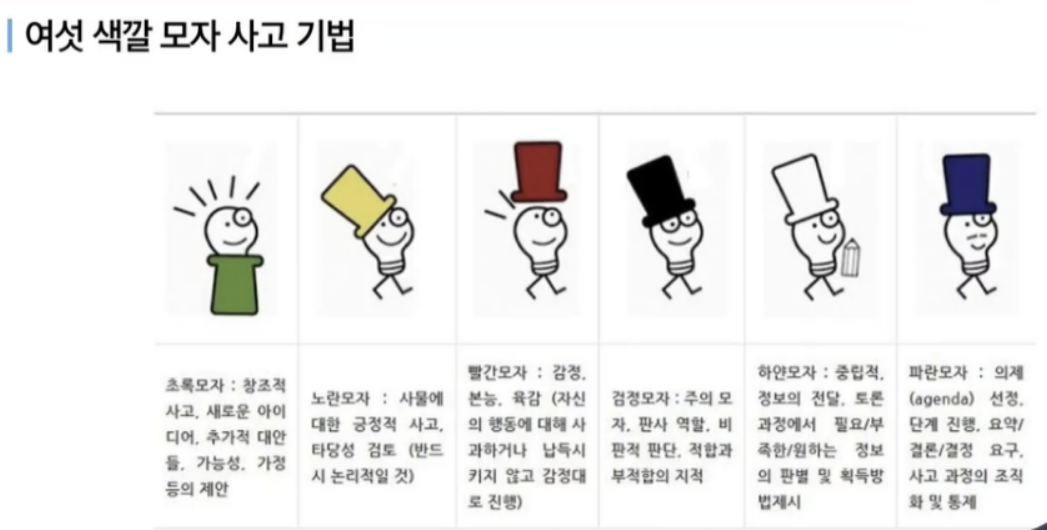 여섯 색깔 모자 사고 기법
초록모자 : 창조적
사고, 새로운 아이
디어, 추가적 대안
들, 가능성, 가정
등의 제안
노란모자 : 사물에
대한 긍정적 사고,
타당성 검토 (반드
시 논리적일 것)
빨간모자 : 감정,
본능, 육감 (자신
의 행동에 대해 사
과하거나 납득시
키지 않고 감정대
로 진행)
검정모자 : 주의 모
자, 판사 역할, 비
판적 판단, 적합과
부적합의 지적
하얀모자 : 중립적,
정보의 전달, 토론
과정에서 필요/부
족한/원하는 정보
의 판별 및 획득방
법제시
파란모자 : 의제
(agenda) 선정,
단계 진행, 요약/
결론/결정 요구,
사고 과정의 조직
화 및 통제